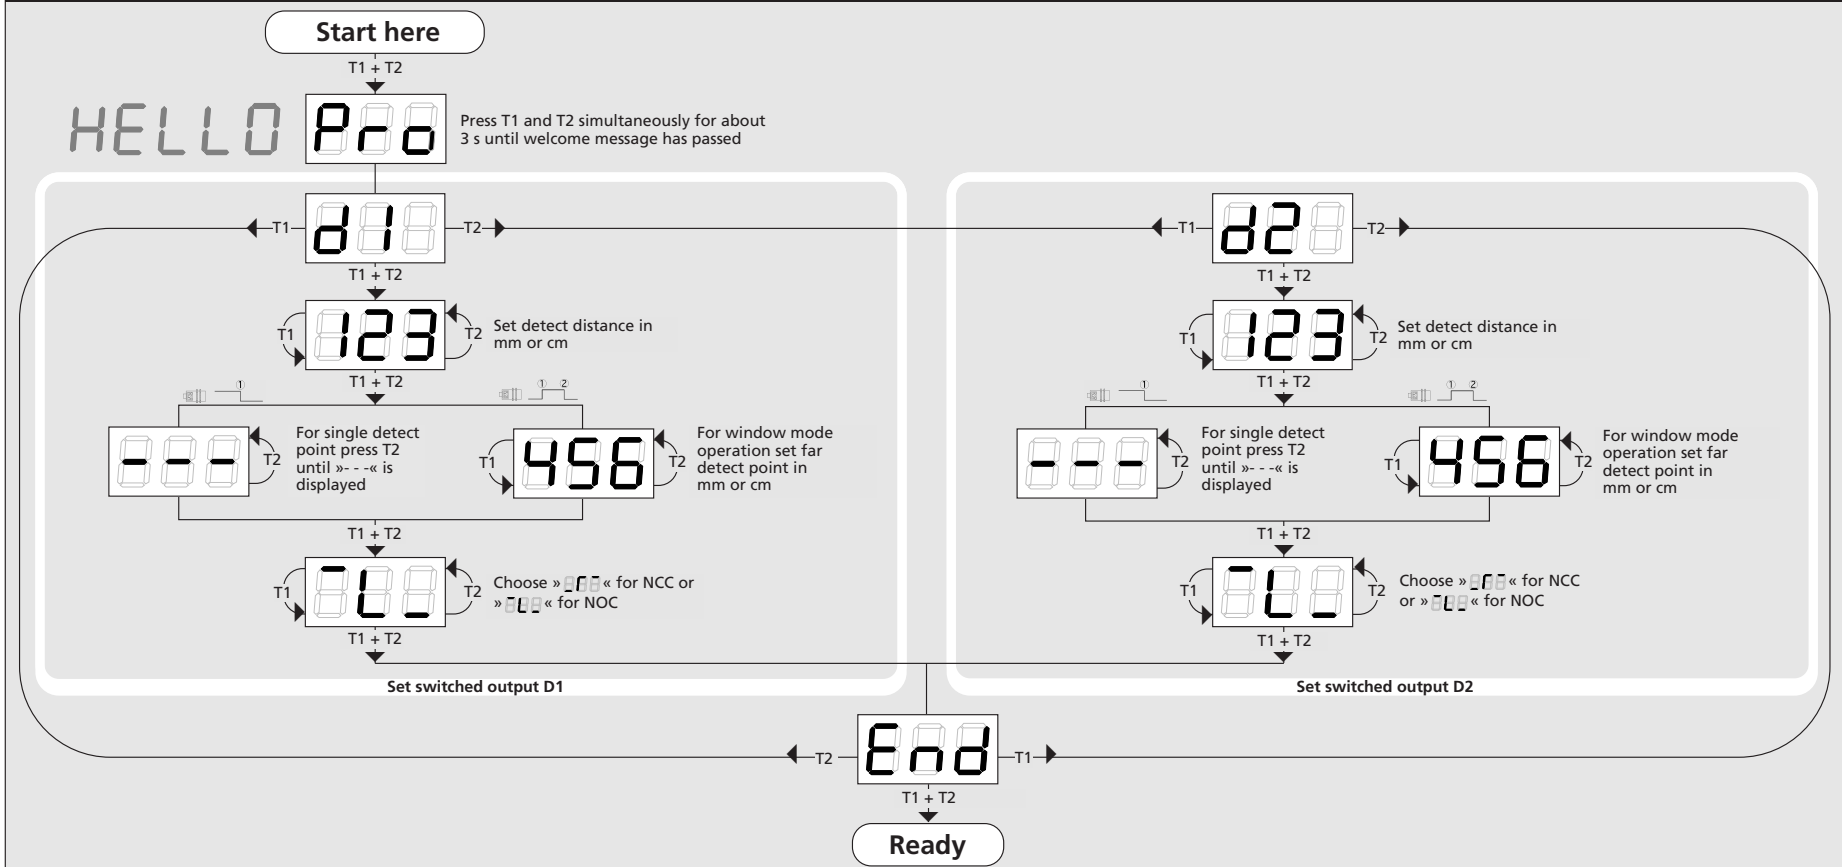 Start here
T1 + T2
HELLO
Pro
Press T1 and T2 simultaneously for about
3 s until welcome message has passed
T1
d1
T2
T1 + T2
T1
123
T2
Set detect distance in
mm or cm
T1 + T2
1
1 2
- - -
T2
For single detect
point press T2
until »- - -« is
displayed
T1
456
T2
For window mode
operation set far
detect point in
mm or cm
T1 + T2
T1
¯L_
T2
Choose »_Γ¯« for NCC or
»¯L_« for NOC
T1 + T2
Set switched output D1
T1
d2
T2
T1 + T2
T1
123
T2
Set detect distance in
mm or cm
T1 + T2
1
1 2
- - -
T2
For single detect
point press T2
until »- - -« is
displayed
T1
456
T2
For window mode
operation set far
detect point in
mm or cm
T1 + T2
T1
¯L_
T2
Choose »_Γ¯« for NCC
or »¯L_« for NOC
T1 + T2
Set switched output D2
T2
End
T1
T1 + T2
Ready